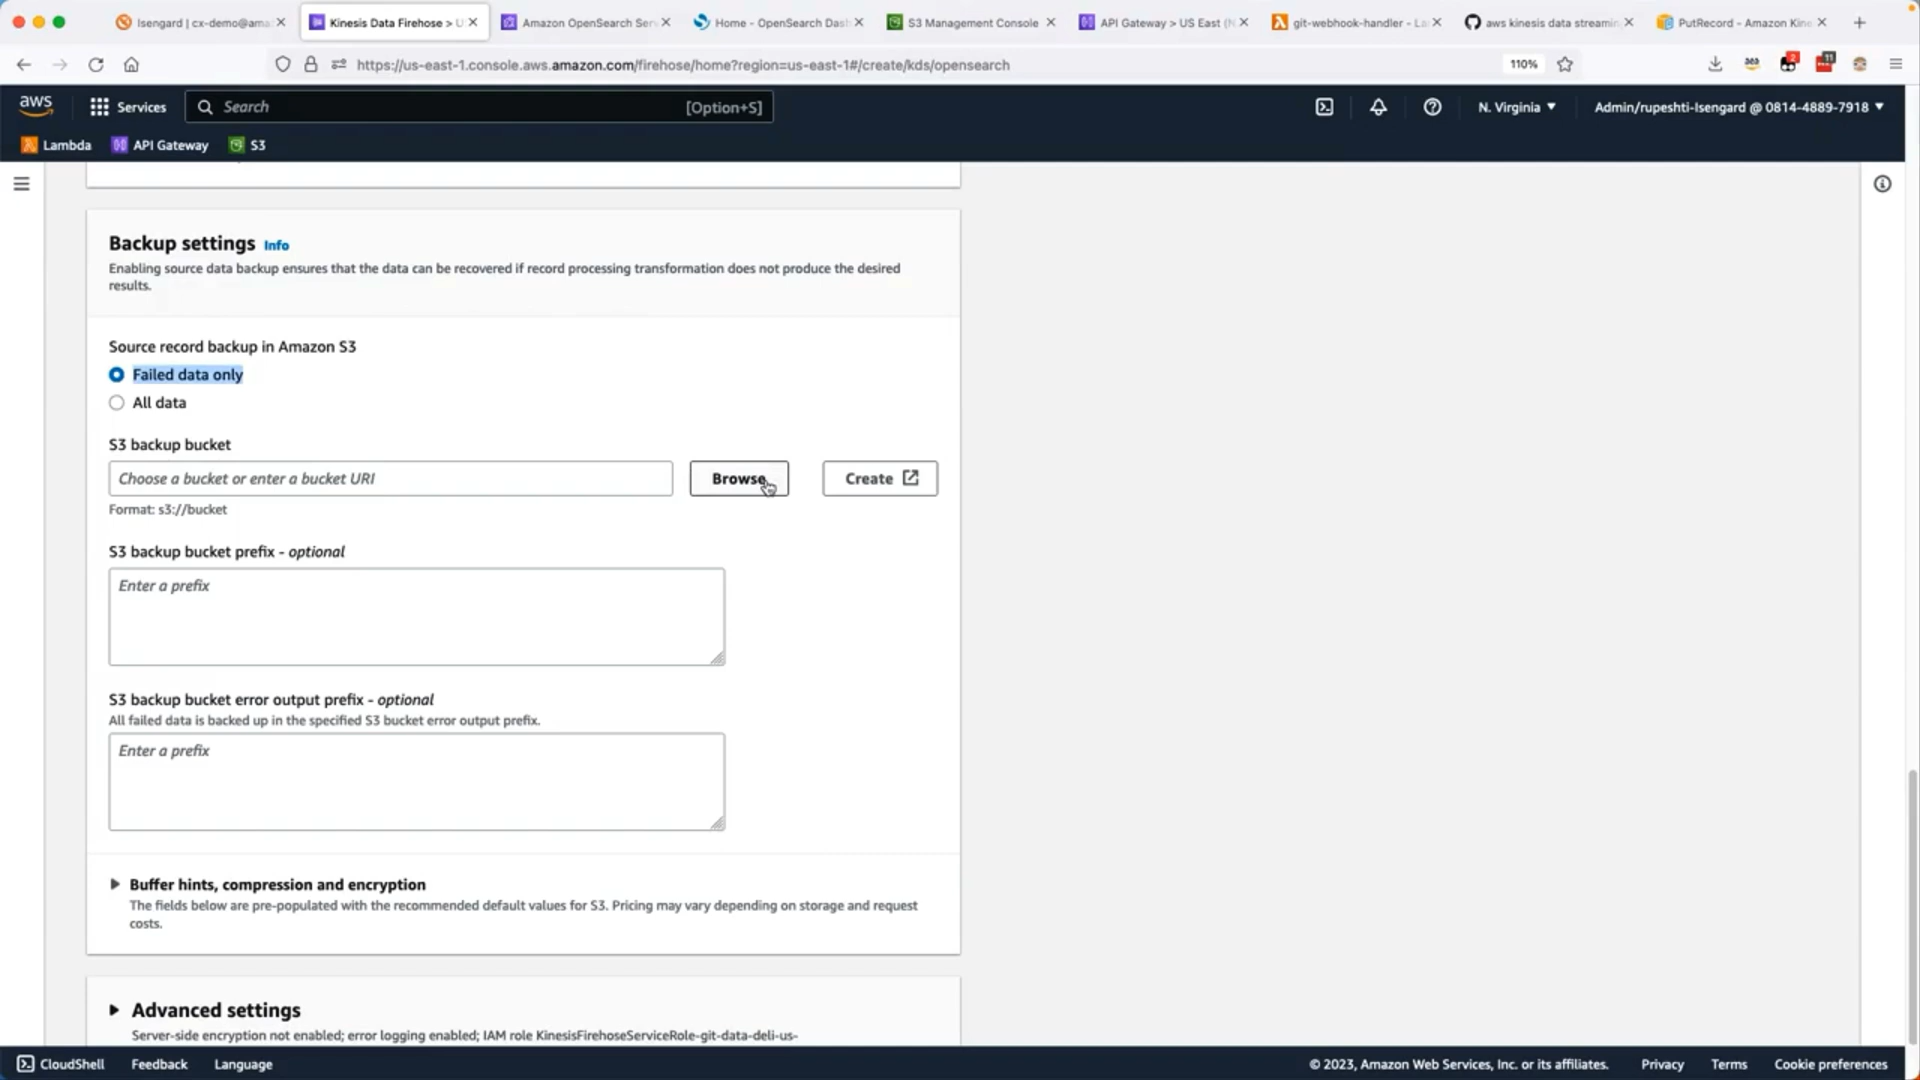 Isengard | cx-demo@ama
Kinesis Data Firehose > U
Amazon OpenSearch Serv
Home - OpenSearch Dash
S3 Management Console
API Gateway > US East (N
git-webhook-handler - La
aws kinesis data streamin
PutRecord - Amazon Kine
https://us-east-1.console.aws.amazon.com/firehose/home?region=us-east-1#/create/kds/opensearch
110%
aws
Services
Search
[Option+S]
N. Virginia
Admin/rupeshti-Isengard @ 0814-4889-7918
Lambda
API Gateway
S3
Backup settings Info
Enabling source data backup ensures that the data can be recovered if record processing transformation does not produce the desired
results.
Source record backup in Amazon S3
Failed data only
All data
S3 backup bucket
Choose a bucket or enter a bucket URI
Browse
Create
Format: s3://bucket
S3 backup bucket prefix - optional
Enter a prefix
S3 backup bucket error output prefix - optional
All failed data is backed up in the specified S3 bucket error output prefix.
Enter a prefix
Buffer hints, compression and encryption
The fields below are pre-populated with the recommended default values for S3. Pricing may vary depending on storage and request
costs.
Advanced settings
Server-side encryption not enabled; error logging enabled; IAM role KinesisFirehoseServiceRole-git-data-deli-us-
CloudShell
Feedback
Language
© 2023, Amazon Web Services, Inc. or its affiliates.
Privacy
Terms
Cookie preferences